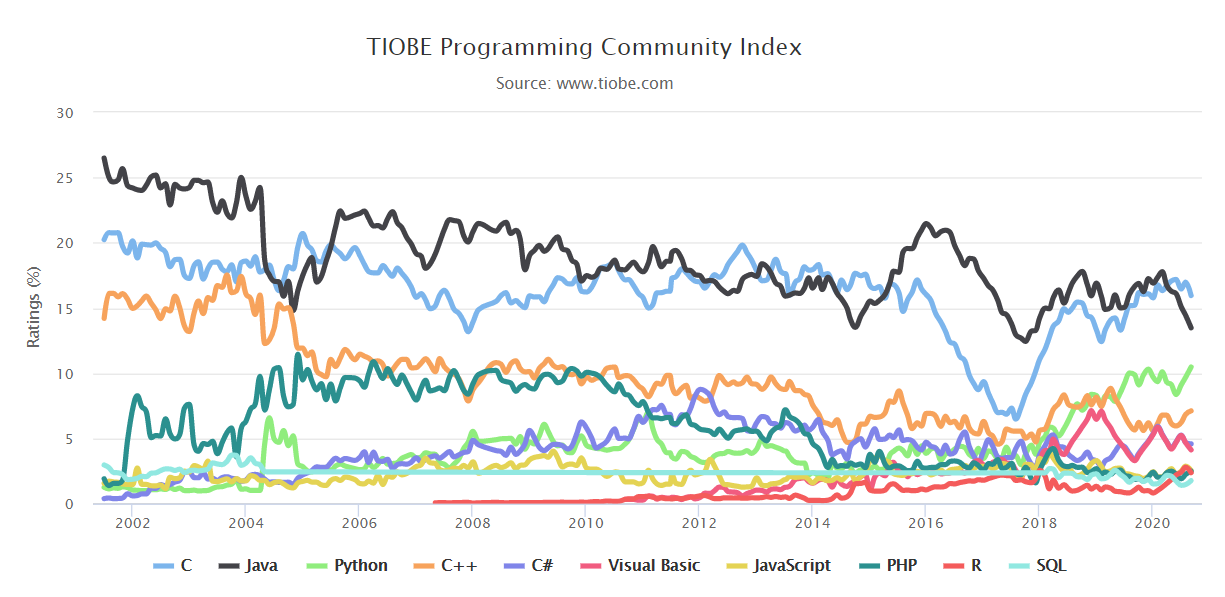 TIOBE Programming Community Index
Source: www.tiobe.com
Ratings (%)
30
25
20
15
10
5
0
2002 2004 2006 2008 2010 2012 2014 2016 2018 2020
C Java Python C++ C# Visual Basic JavaScript PHP R SQL